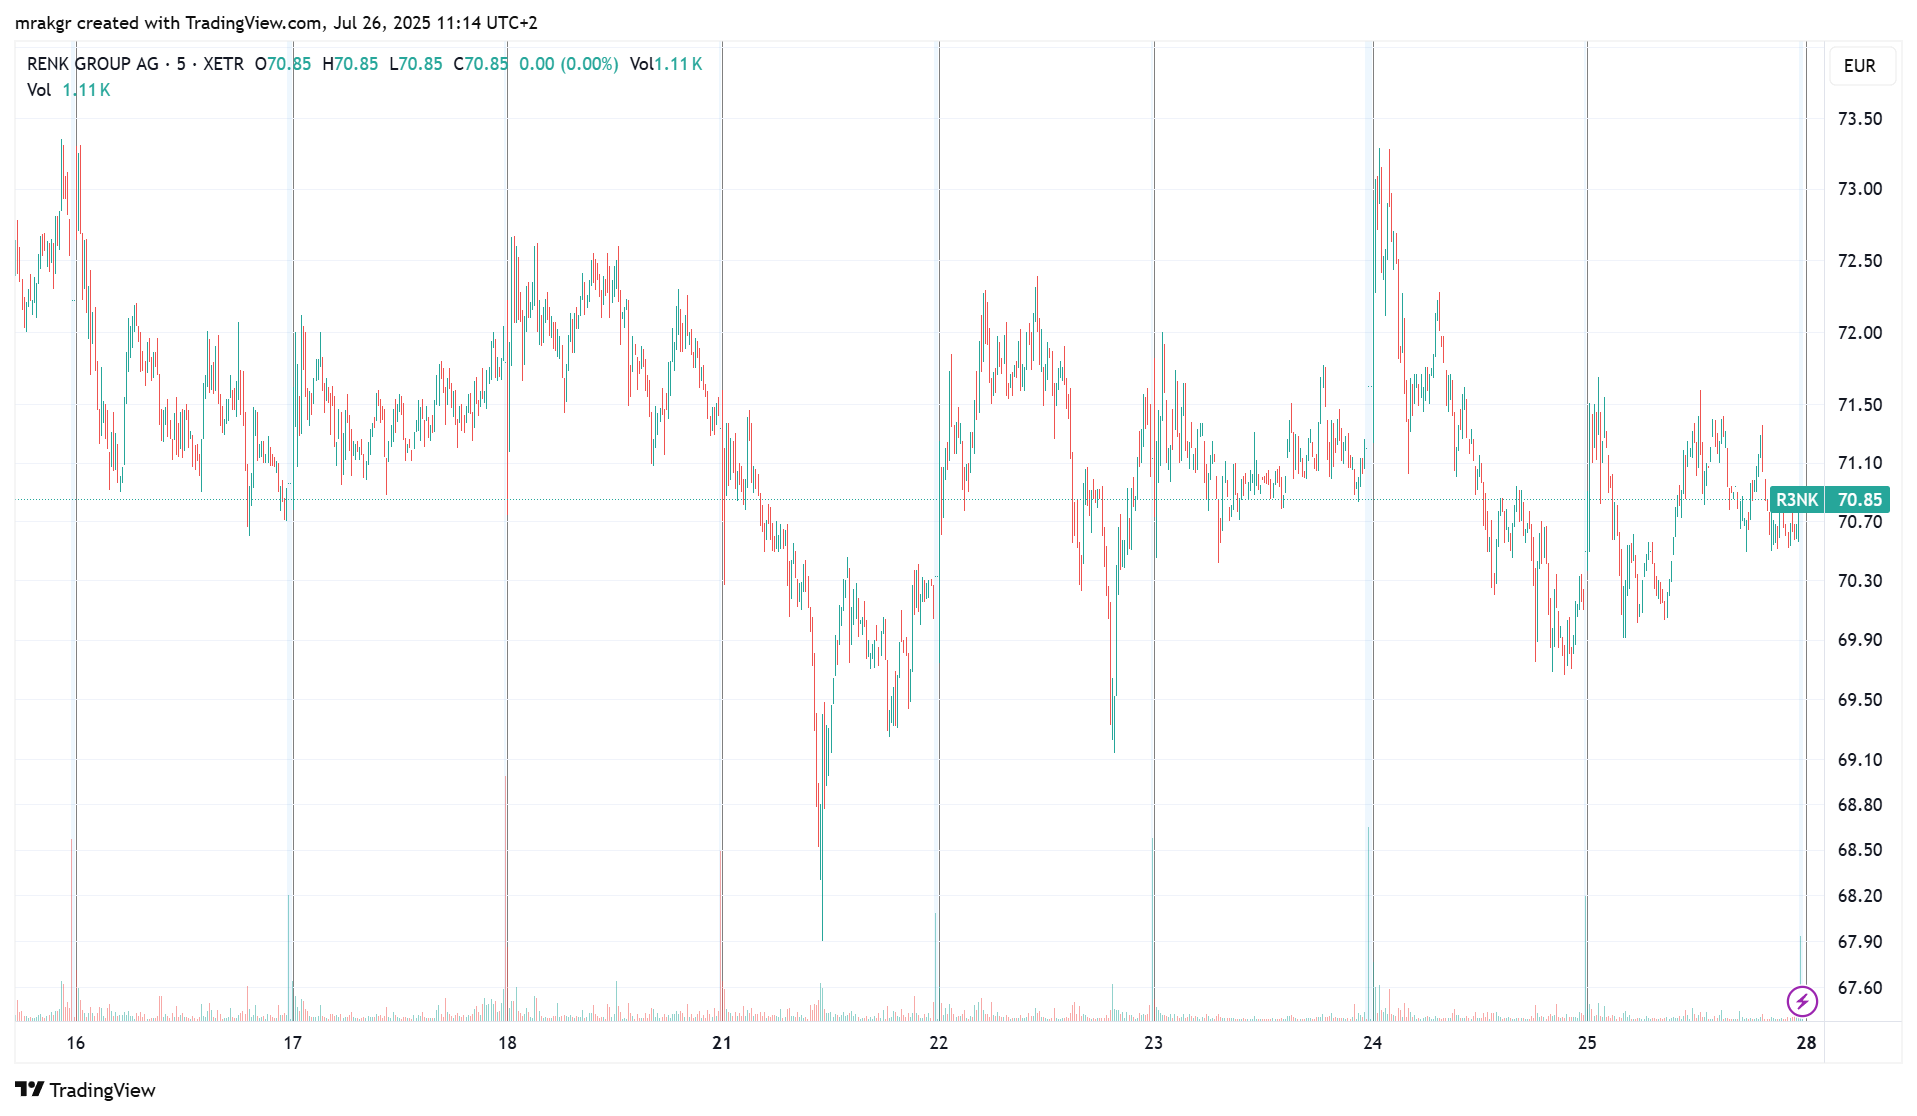 mrakgr created with TradingView.com, Jul 26, 2025 11:14 UTC+2
RENK GROUP AG · 5 · XETR O70.85 H70.85 L70.85 C70.85 0.00 (0.00%) Vol1.11 K
Vol 1.11 K
EUR
73.50
73.00
72.50
72.00
71.50
71.10
R3NK 70.85
70.70
70.30
69.90
69.50
69.10
68.80
68.50
68.20
67.90
67.60
16 17 18 21 22 23 24 25 28
TradingView